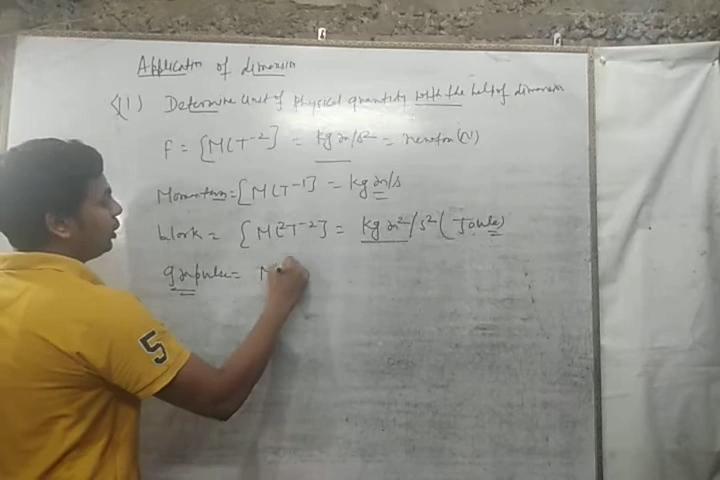 Application of dimension
(1) Determine unit of physical quantity with the help of dimension
F = [MLT⁻²] = kg m/s² = newton (N)
Momentum = [MLT⁻¹] = kg m/s
Work = [ML²T⁻²] = kg m²/s² (Joule)
Impulse = M
5